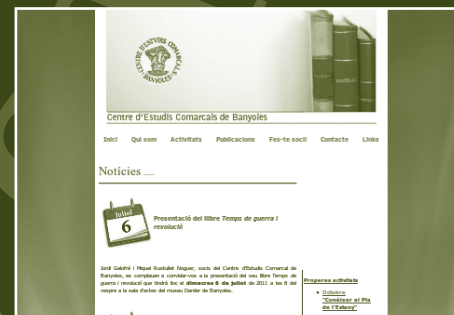 CENTRE D'ESTUDIS COMARCALS BANYOLES
Centre d'Estudis Comarcals de Banyoles
Inici Qui som Activitats Publicacions Fes-te soci! Contacte Links
Notícies
Juliol
6
Presentació del llibre Temps de guerra i
revolució
Jordi Galofré i Miquel Rustullet Noguer, socis del Centre d'Estudis Comarcal de
Banyoles, es complauen a convidar-vos a la presentació del seu llibre Temps de
guerra i revolució que tindrà lloc el dimecres 6 de juliol de 2011 a les 8 del
vespre a la sala d'actes del museu Darder de Banyoles.
Properes activitats
Octubre
"Conèixer el Pla
de l'Estany"